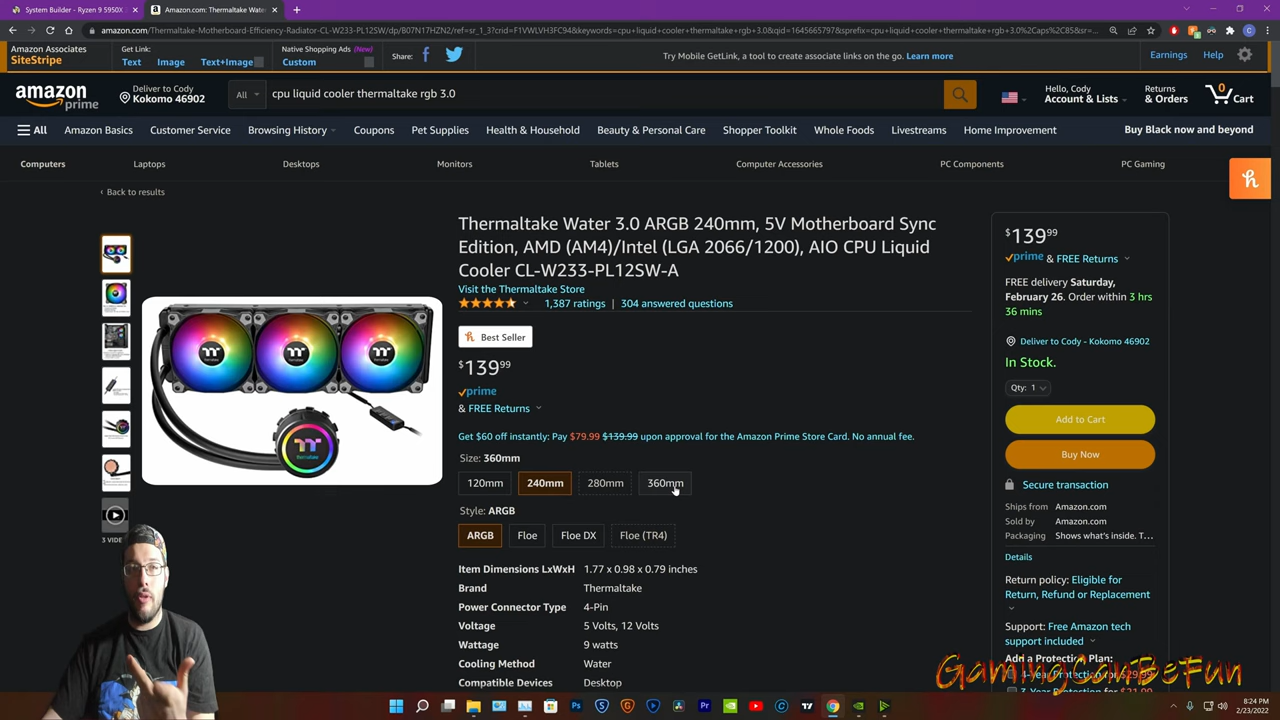 System Builder - Ryzen 9 5950X
Amazon.com: Thermaltake Water
amazon.com/Thermaltake-Motherboard-Efficiency-Radiator-CL-W233-PL12SW/dp/B07N17HZN2/
Amazon Associates
SiteStripe
Get Link:
Text Image Text+Image
Native Shopping Ads (New)
Custom
Share:
Try Mobile GetLink, a tool to create associate links on the go. Learn more
Earnings Help
amazon
prime
Deliver to Cody
Kokomo 46902
All
cpu liquid cooler thermaltake rgb 3.0
Hello, Cody
Account & Lists
Returns
& Orders
0
Cart
All Amazon Basics Customer Service Browsing History Coupons Pet Supplies Health & Household Beauty & Personal Care Shopper Toolkit Whole Foods Livestreams Home Improvement Buy Black now and beyond
Computers Laptops Desktops Monitors Tablets Computer Accessories PC Components PC Gaming
‹ Back to results
Thermaltake Water 3.0 ARGB 240mm, 5V Motherboard Sync
Edition, AMD (AM4)/Intel (LGA 2066/1200), AIO CPU Liquid
Cooler CL-W233-PL12SW-A
Visit the Thermaltake Store
1,387 ratings | 304 answered questions
Best Seller
$139 99
prime
& FREE Returns
Get $60 off instantly: Pay $79.99 $139.99 upon approval for the Amazon Prime Store Card. No annual fee.
Size: 360mm
120mm 240mm 280mm 360mm
Style: ARGB
ARGB Floe Floe DX Floe (TR4)
Item Dimensions LxWxH 1.77 x 0.98 x 0.79 inches
Brand Thermaltake
Power Connector Type 4-Pin
Voltage 5 Volts, 12 Volts
Wattage 9 watts
Cooling Method Water
Compatible Devices Desktop
3 VIDE
$139 99
prime & FREE Returns
FREE delivery Saturday,
February 26. Order within 3 hrs
36 mins
Deliver to Cody - Kokomo 46902
In Stock.
Qty: 1
Add to Cart
Buy Now
Secure transaction
Ships from Amazon.com
Sold by Amazon.com
Packaging Shows what's inside. T…
Details
Return policy: Eligible for
Return, Refund or Replacement
Support: Free Amazon tech
support included
Add a Protection Plan:
GamingCanBeFun
8:24 PM
2/23/2022